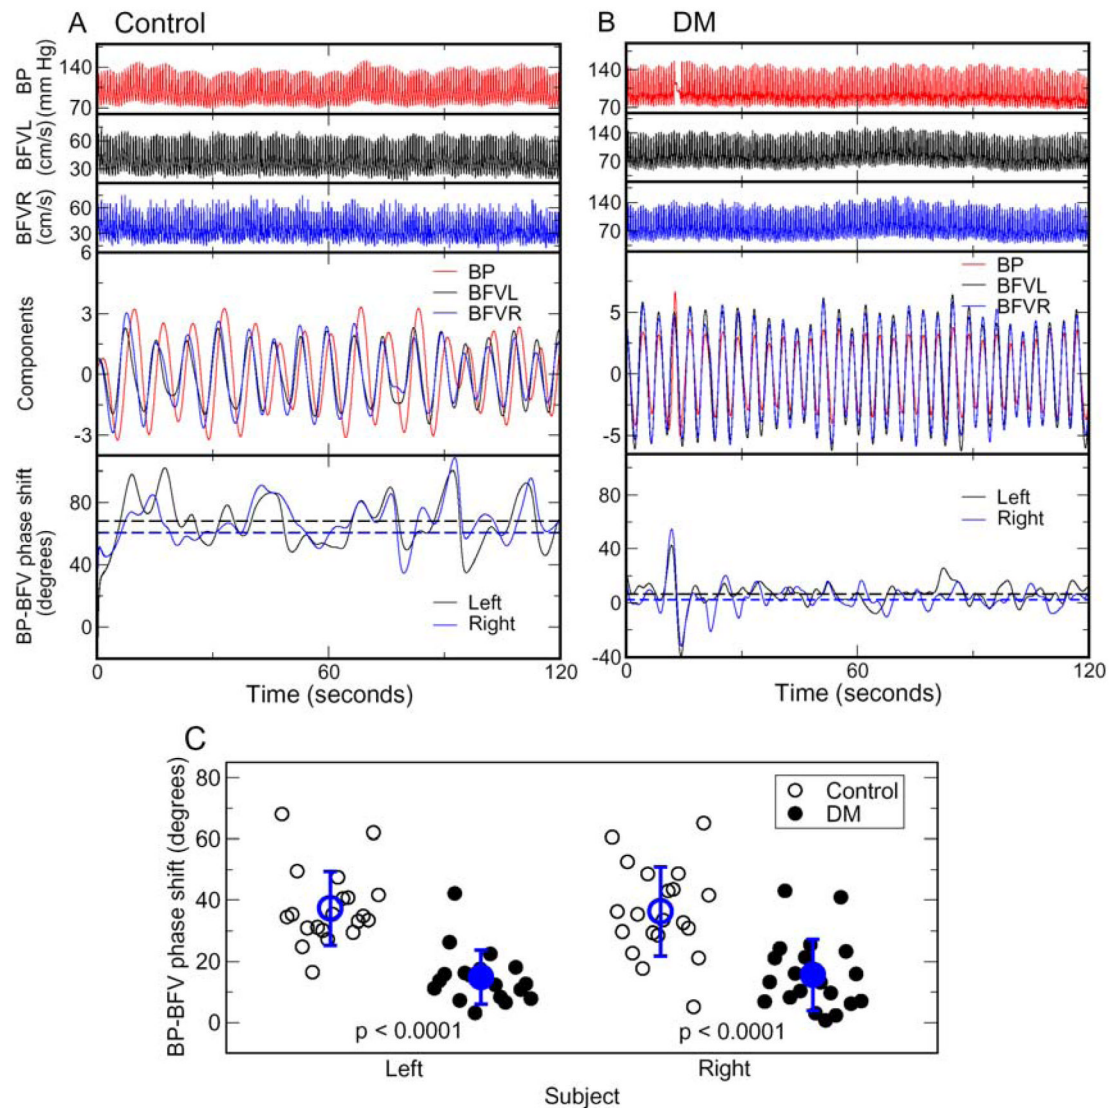 A Control
BP
(mm Hg)
140
70
BFVL
(cm/s)
60
30
BFVR
(cm/s)
60
30
Components
6
3
0
-3
BP
BFVL
BFVR
BP-BFV phase shift
(degrees)
80
40
0
Left
Right
0 60 120
Time (seconds)
B DM
140
70
140
70
140
70
5
0
-5
BP
BFVL
BFVR
80
40
0
-40
Left
Right
0 60 120
Time (seconds)
C
BP-BFV phase shift (degrees)
80
60
40
20
0
Control
DM
p < 0.0001 p < 0.0001
Left Right
Subject